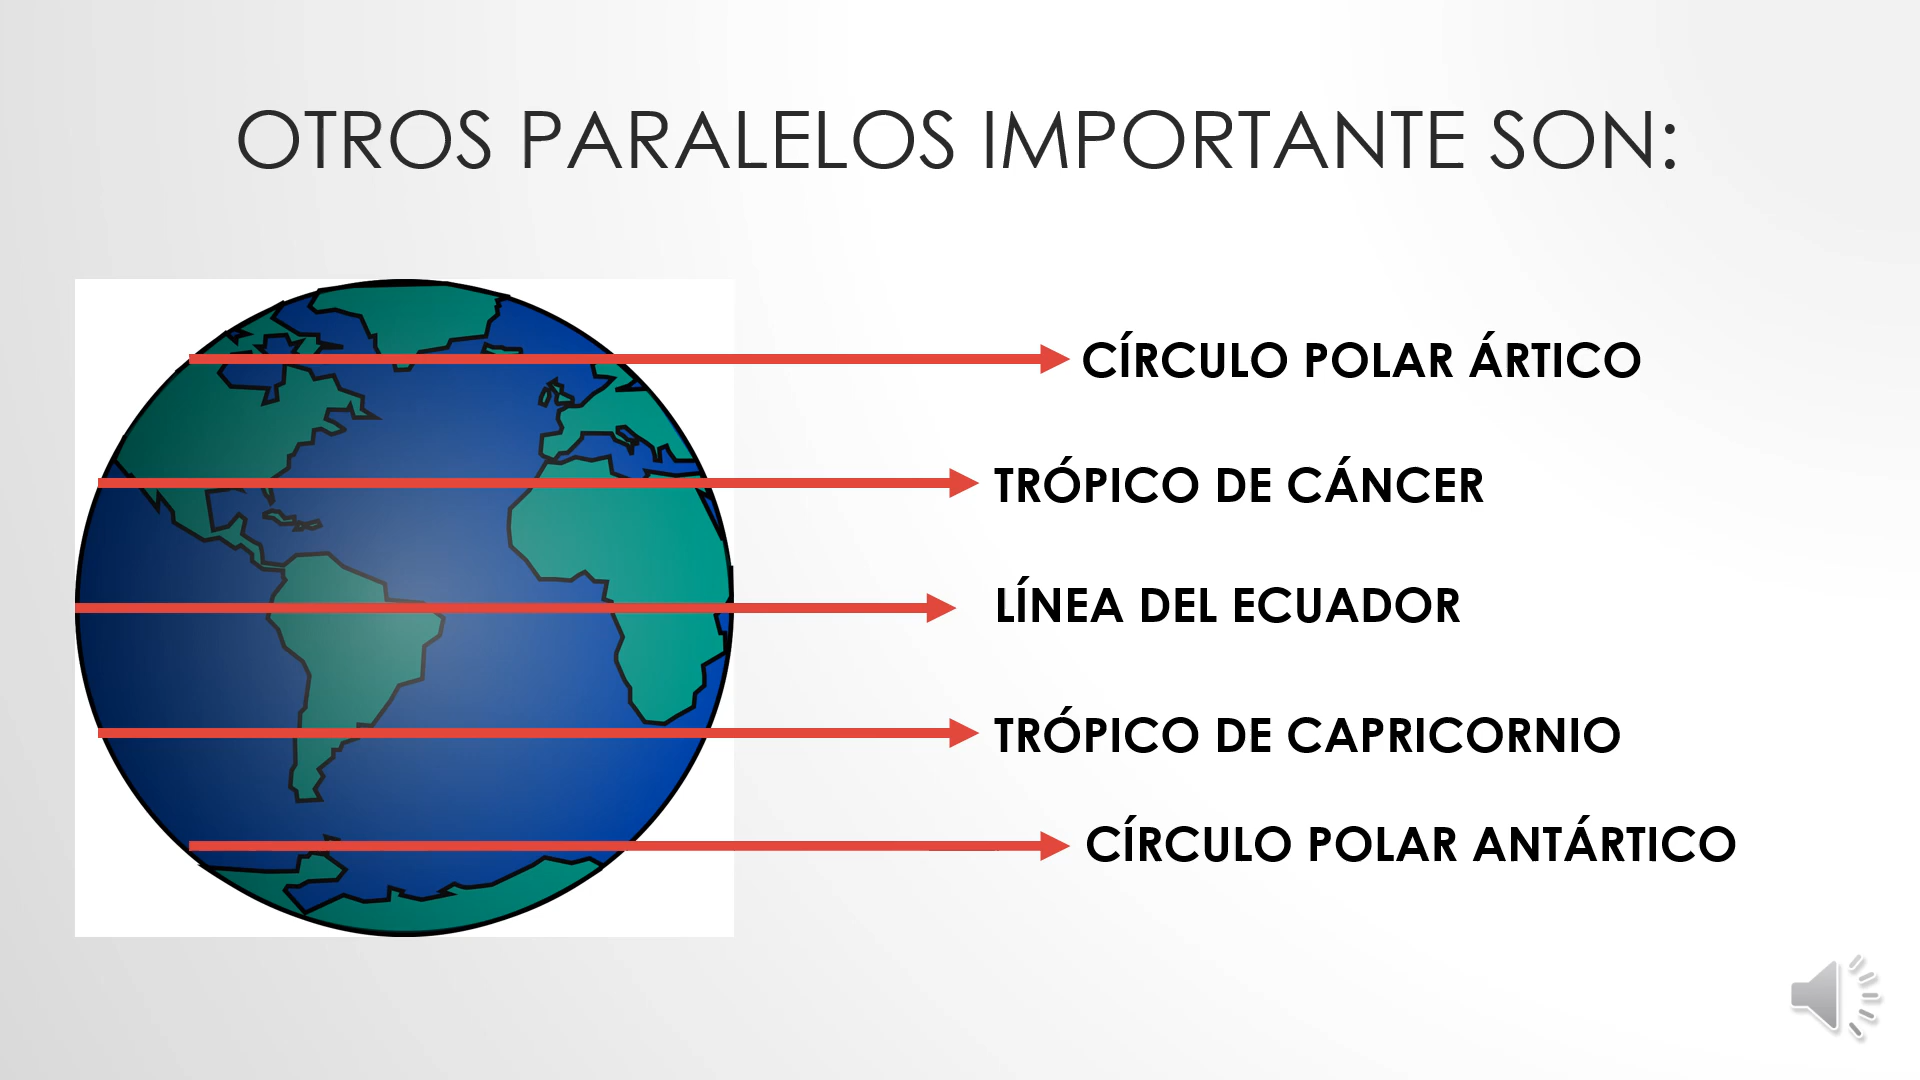 OTROS PARALELOS IMPORTANTE SON:
CÍRCULO POLAR ÁRTICO
TRÓPICO DE CÁNCER
LÍNEA DEL ECUADOR
TRÓPICO DE CAPRICORNIO
CÍRCULO POLAR ANTÁRTICO